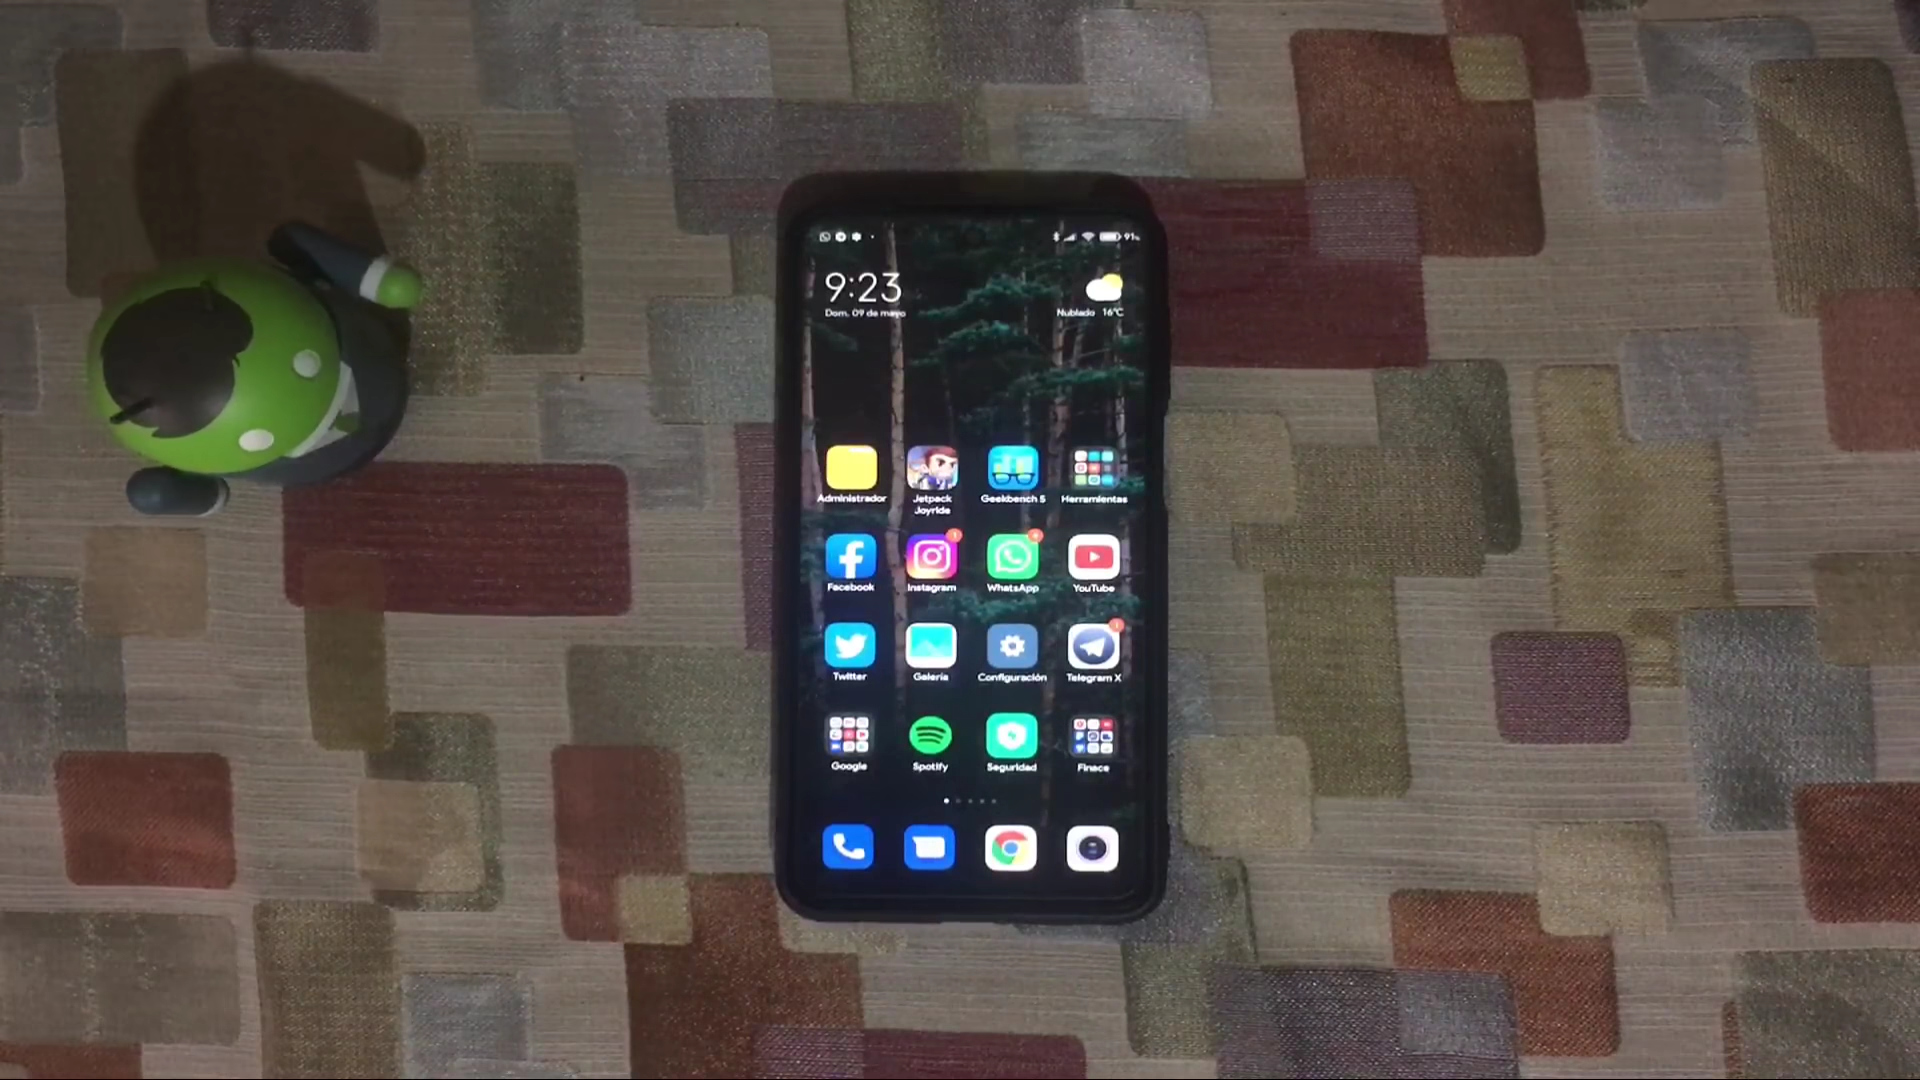 91%
9:23
Dom. 09 de mayo
Nublado 16°C
Administrador
Jetpack Joyride
Geekbench 5
Herramientas
Facebook
Instagram
WhatsApp
YouTube
Twitter
Galería
Configuración
Telegram X
Google
Spotify
Seguridad
Finace